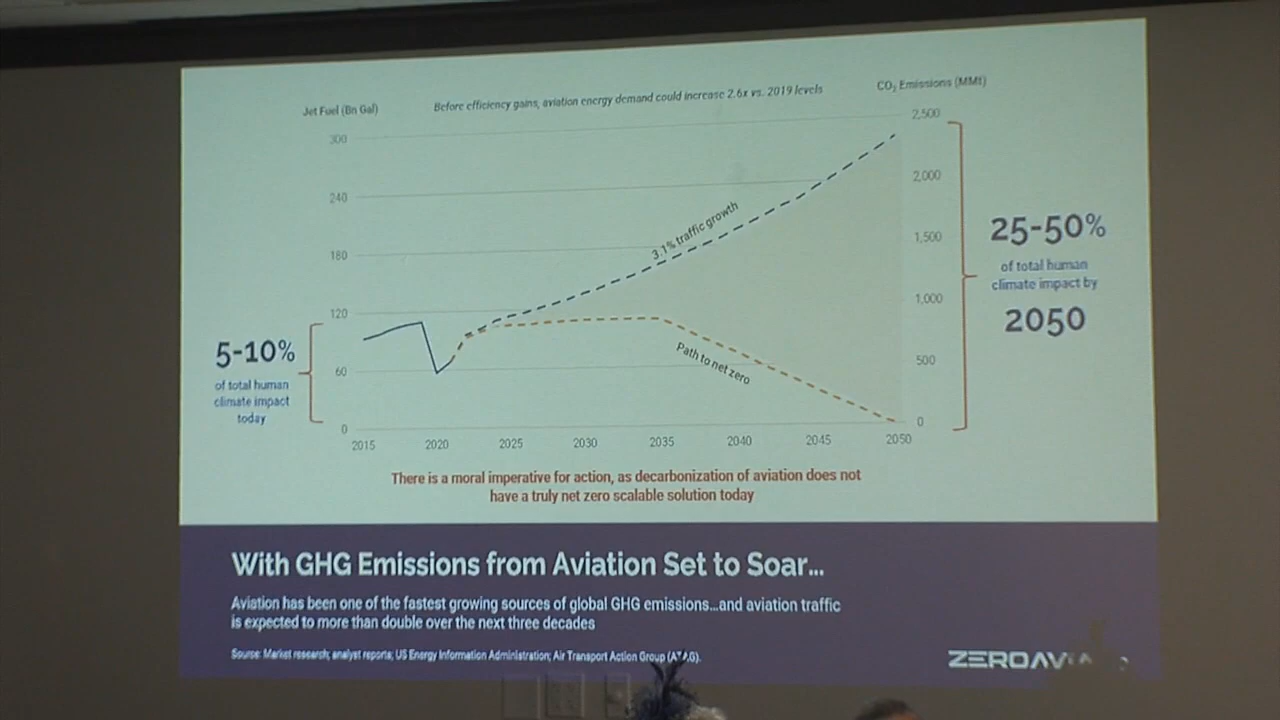 Jet Fuel (Bn Gal)
Before efficiency gains, aviation energy demand could increase 2.6x vs. 2019 levels
CO₂ Emissions (MMt)
300
240
180
120
60
0
2,500
2,000
1,500
1,000
500
0
3.1% traffic growth
Path to net zero
2015 2020 2025 2030 2035 2040 2045 2050
5-10%
of total human
climate impact
today
25-50%
of total human
climate impact by
2050
There is a moral imperative for action, as decarbonization of aviation does not
have a truly net zero scalable solution today
With GHG Emissions from Aviation Set to Soar...
Aviation has been one of the fastest growing sources of global GHG emissions...and aviation traffic
is expected to more than double over the next three decades
Source: Market research; analyst reports; US Energy Information Administration; Air Transport Action Group (ATAG).